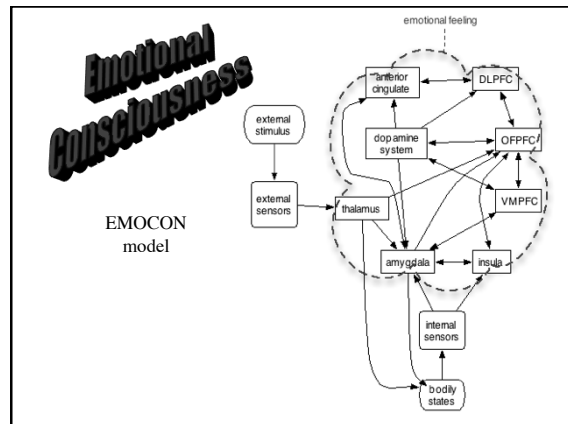 Emotional
Consciousness
EMOCON
model
emotional feeling
anterior
cingulate
DLPFC
external
stimulus
dopamine
system
OFPFC
external
sensors
thalamus
VMPFC
amygdala
insula
internal
sensors
bodily
states